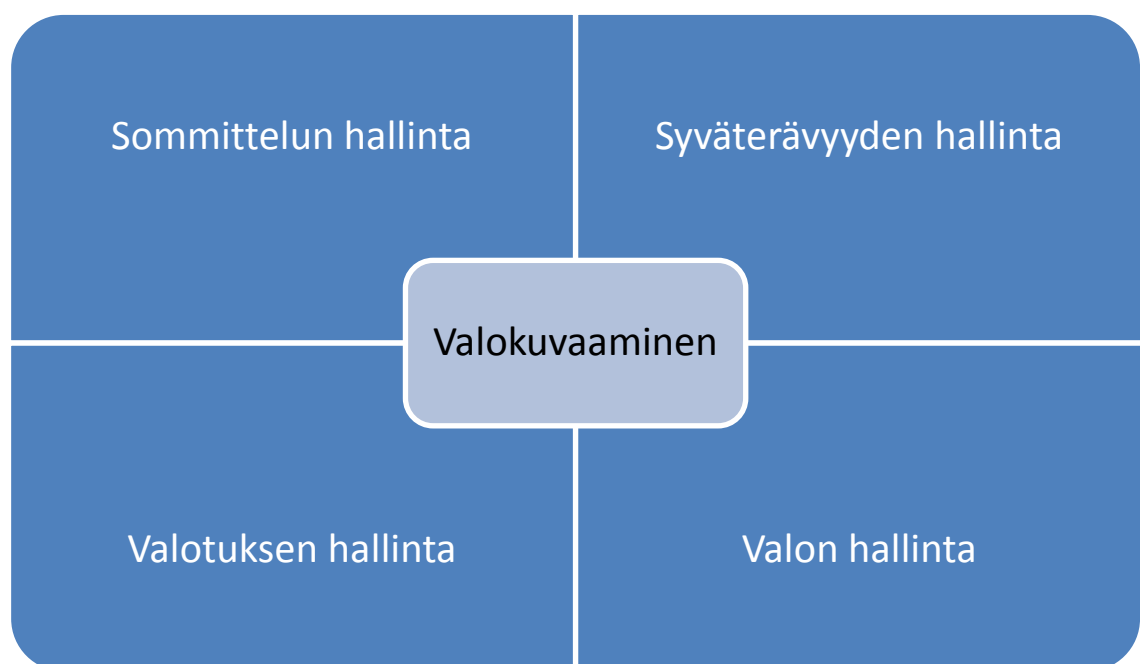 Sommittelun hallinta
Syväterävyyden hallinta
Valokuvaaminen
Valotuksen hallinta
Valon hallinta